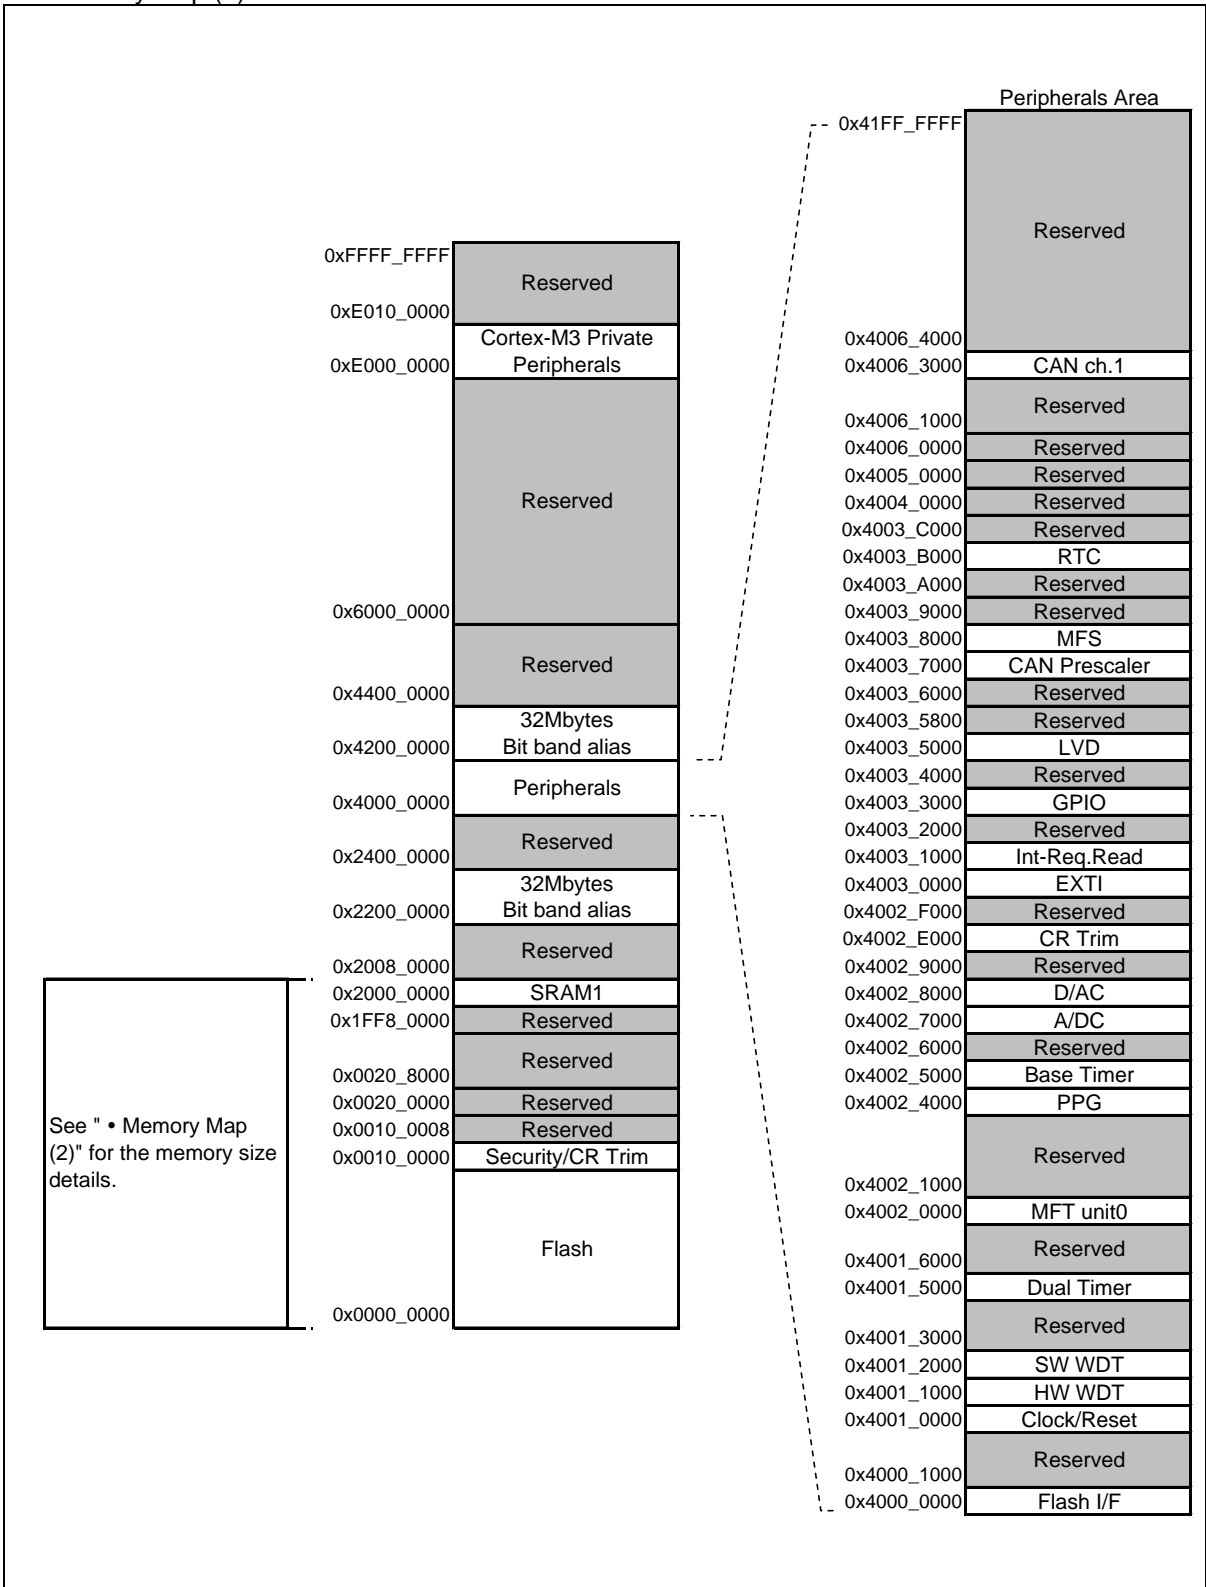 Peripherals Area
0x41FF_FFFF
Reserved
0x4006_4000
0x4006_3000 CAN ch.1
Reserved
0x4006_1000
0x4006_0000 Reserved
0x4005_0000 Reserved
0x4004_0000 Reserved
0x4003_C000 Reserved
0x4003_B000 RTC
0x4003_A000 Reserved
0x4003_9000 Reserved
0x4003_8000 MFS
0x4003_7000 CAN Prescaler
0x4003_6000 Reserved
0x4003_5800 Reserved
0x4003_5000 LVD
0x4003_4000 Reserved
0x4003_3000 GPIO
0x4003_2000 Reserved
0x4003_1000 Int-Req.Read
0x4003_0000 EXTI
0x4002_F000 Reserved
0x4002_E000 CR Trim
0x4002_9000 Reserved
0x4002_8000 D/AC
0x4002_7000 A/DC
0x4002_6000 Reserved
0x4002_5000 Base Timer
0x4002_4000 PPG
Reserved
0x4002_1000
0x4002_0000 MFT unit0
Reserved
0x4001_6000
0x4001_5000 Dual Timer
Reserved
0x4001_3000
0x4001_2000 SW WDT
0x4001_1000 HW WDT
0x4001_0000 Clock/Reset
Reserved
0x4000_1000
0x4000_0000 Flash I/F
0xFFFF_FFFF
Reserved
0xE010_0000
Cortex-M3 Private
0xE000_0000 Peripherals
Reserved
0x6000_0000
Reserved
0x4400_0000
32Mbytes
0x4200_0000 Bit band alias
Peripherals
0x4000_0000
Reserved
0x2400_0000
32Mbytes
0x2200_0000 Bit band alias
Reserved
0x2008_0000
0x2000_0000 SRAM1
0x1FF8_0000 Reserved
Reserved
0x0020_8000
0x0020_0000 Reserved
0x0010_0008 Reserved
0x0010_0000 Security/CR Trim
Flash
0x0000_0000
See " • Memory Map
(2)" for the memory size
details.